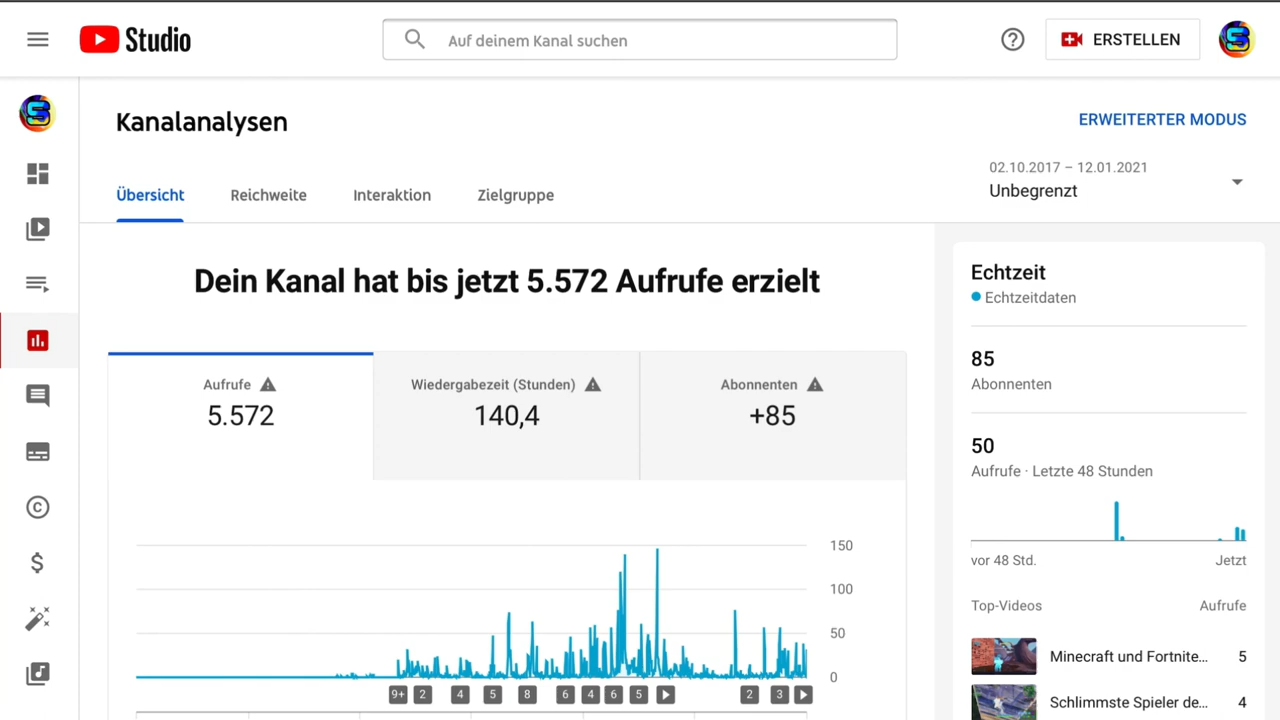 Studio
Auf deinem Kanal suchen
ERSTELLEN
Kanalanalysen
ERWEITERTER MODUS
02.10.2017 – 12.01.2021
Unbegrenzt
Übersicht Reichweite Interaktion Zielgruppe
Dein Kanal hat bis jetzt 5.572 Aufrufe erzielt
Aufrufe
5.572
Wiedergabezeit (Stunden)
140,4
Abonnenten
+85
150
100
50
0
9+ 2 4 5 8 6 4 6 5 2 3
Echtzeit
Echtzeitdaten
85
Abonnenten
50
Aufrufe · Letzte 48 Stunden
vor 48 Std. Jetzt
Top-Videos Aufrufe
Minecraft und Fortnite... 5
Schlimmste Spieler de... 4